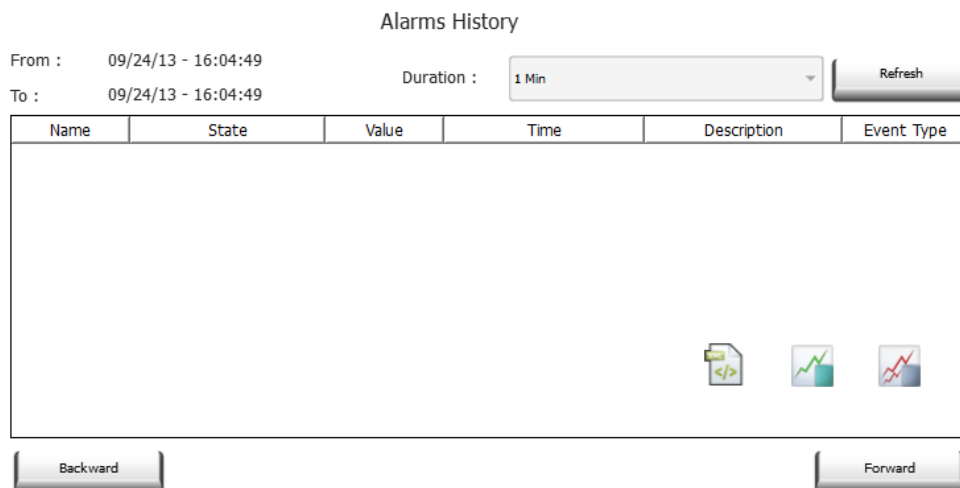 Alarms History
From : 09/24/13 - 16:04:49
Duration : 1 Min Refresh
To : 09/24/13 - 16:04:49
Name State Value Time Description Event Type
</>
Backward Forward